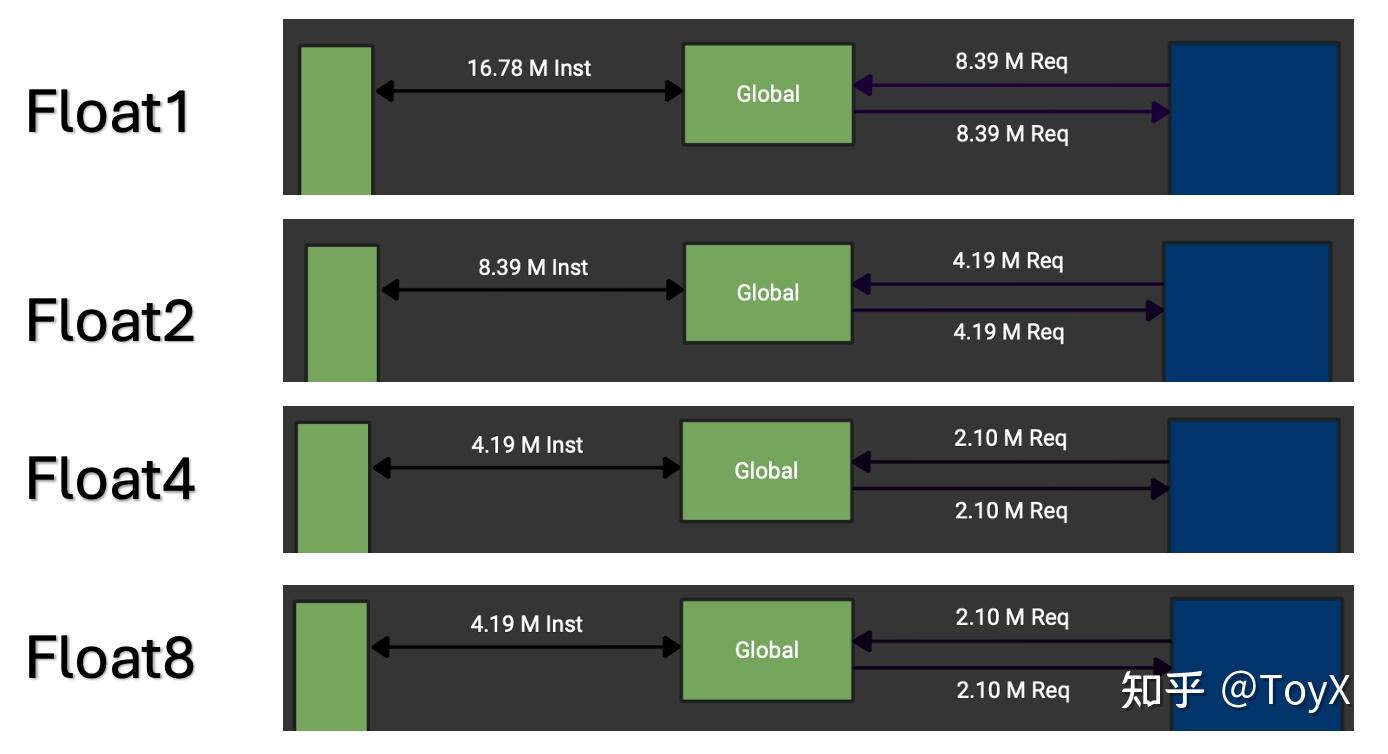 Float1
16.78 M Inst
Global
8.39 M Req
8.39 M Req
Float2
8.39 M Inst
Global
4.19 M Req
4.19 M Req
Float4
4.19 M Inst
Global
2.10 M Req
2.10 M Req
Float8
4.19 M Inst
Global
2.10 M Req
2.10 M Req
知乎 @ToyX